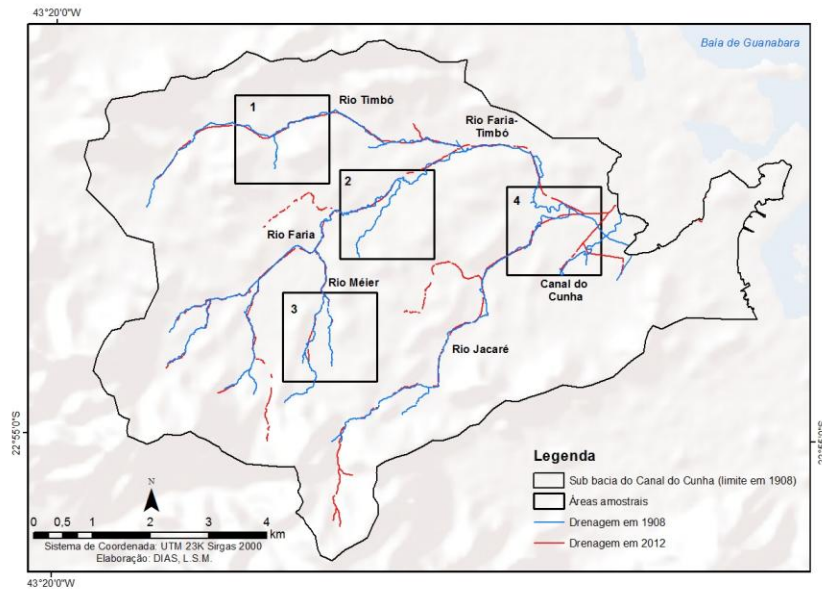 43°20'0"W
Baía de Guanabara
1
Rio Timbó
Rio Faria-
Timbó
2
4
Rio Faria
Rio Méier
Canal do
Cunha
3
Rio Jacaré
22°55'0"S
22°55'0"S
Legenda
Sub bacia do Canal do Cunha (limite em 1908)
Áreas amostrais
Drenagem em 1908
Drenagem em 2012
N
0 0,5 1 2 3 4
km
Sistema de Coordenada: UTM 23K Sirgas 2000
Elaboração: DIAS, L.S.M.
43°20'0"W